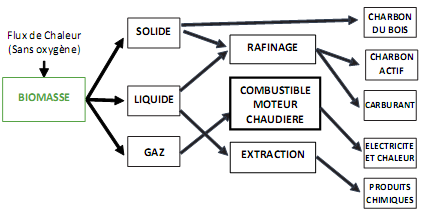 Flux de Chaleur
(Sans oxygène)
BIOMASSE
SOLIDE
LIQUIDE
GAZ
RAFINAGE
COMBUSTIBLE
MOTEUR
CHAUDIERE
EXTRACTION
CHARBON
DU BOIS
CHARBON
ACTIF
CARBURANT
ELECTRICITE
ET CHALEUR
PRODUITS
CHIMIQUES